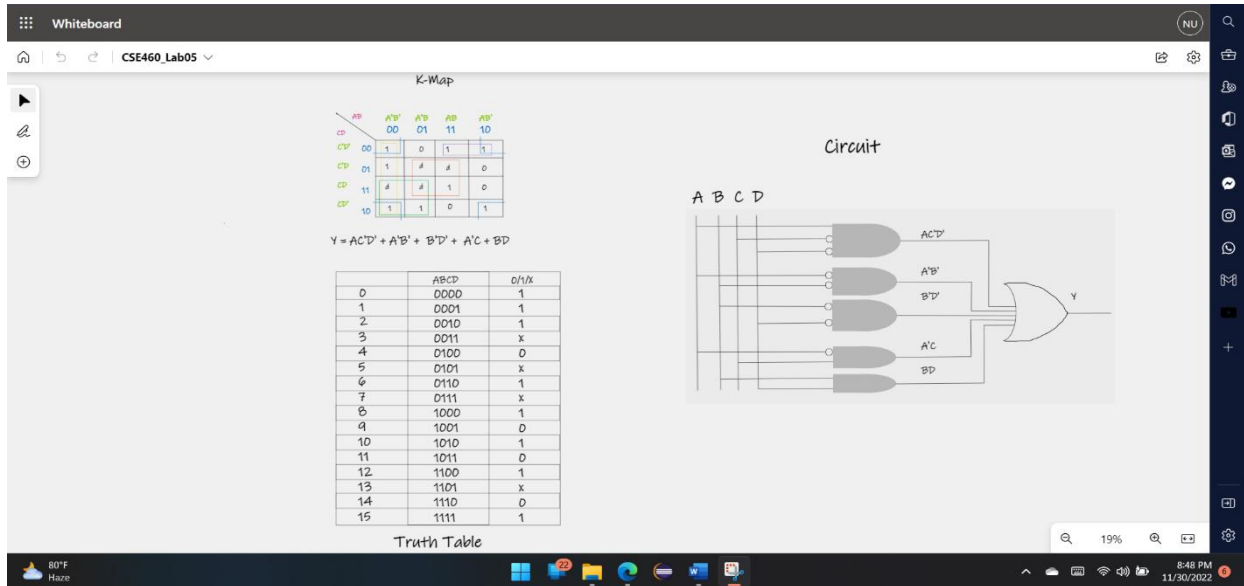 Whiteboard
NU
CSE460_Lab05
K-Map
AB A'B' A'B AB AB'
CD 00 01 11 10
C'D' 00 1 0 1 1
C'D 01 1 d d 0
CD 11 d d 1 0
CD' 10 1 1 0 1
Y = AC'D' + A'B' + B'D' + A'C + BD
ABCD 0/1/X
0 0000 1
1 0001 1
2 0010 1
3 0011 x
4 0100 0
5 0101 x
6 0110 1
7 0111 x
8 1000 1
9 1001 0
10 1010 1
11 1011 0
12 1100 1
13 1101 x
14 1110 0
15 1111 1
Truth Table
Circuit
A B C D
AC'D'
A'B'
B'D'
Y
A'C
BD
19%
80°F
Haze
22
8:48 PM
11/30/2022
6